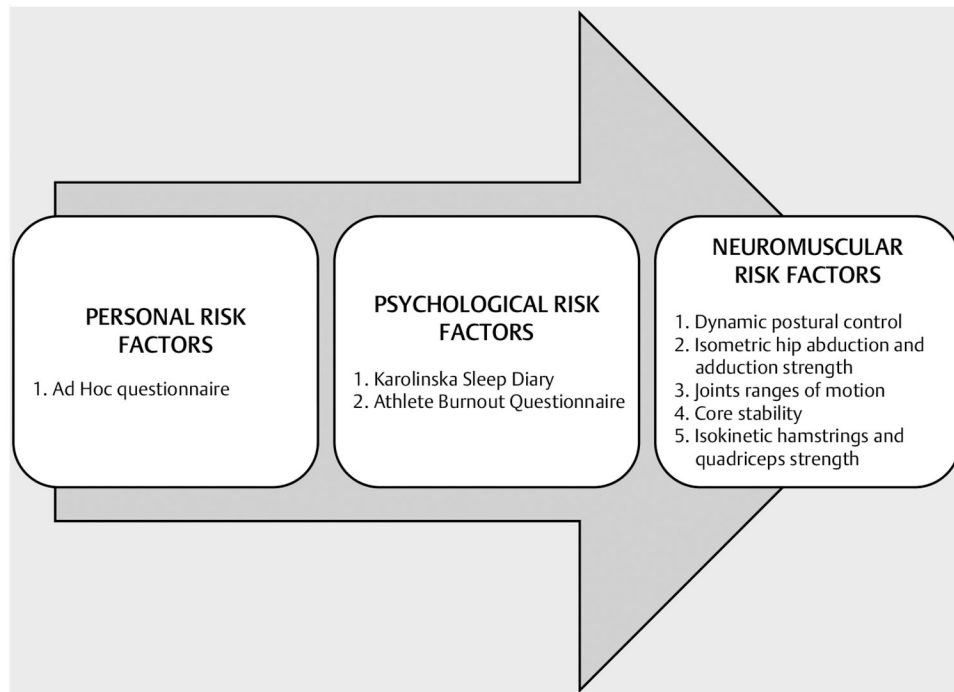 PERSONAL RISK
FACTORS
1. Ad Hoc questionnaire
PSYCHOLOGICAL RISK
FACTORS
1. Karolinska Sleep Diary
2. Athlete Burnout Questionnaire
NEUROMUSCULAR
RISK FACTORS
1. Dynamic postural control
2. Isometric hip abduction and
adduction strength
3. Joints ranges of motion
4. Core stability
5. Isokinetic hamstrings and
quadriceps strength